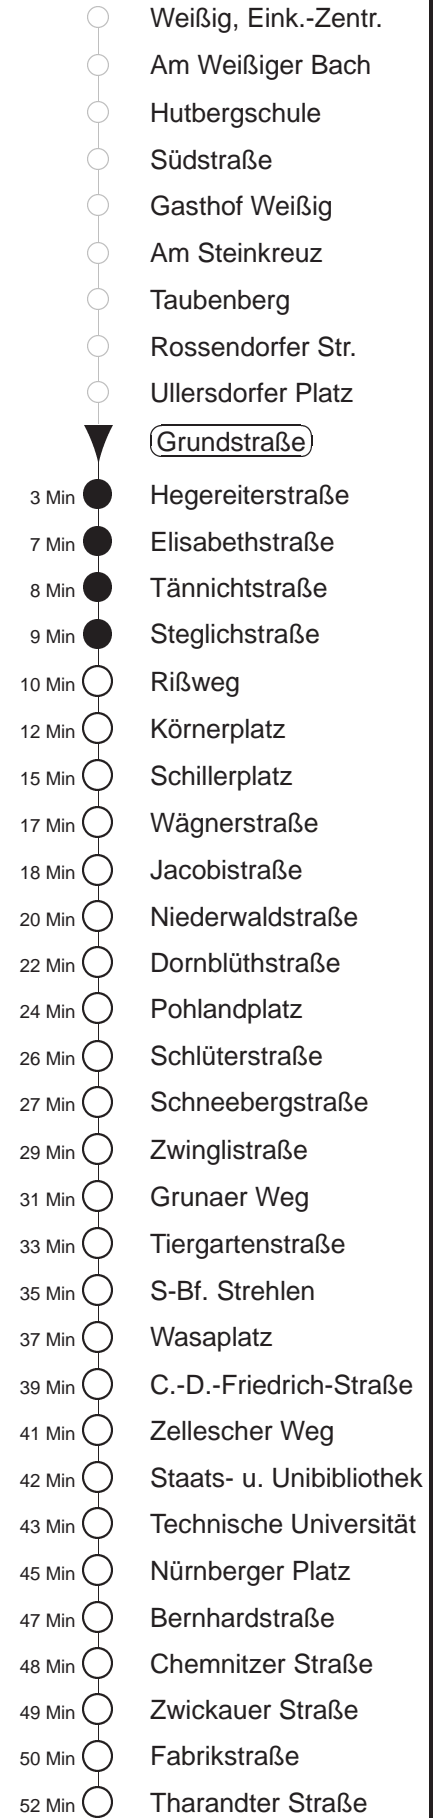 Weißig, Eink.-Zentr.
Am Weißiger Bach
Hutbergschule
Südstraße
Gasthof Weißig
Am Steinkreuz
Taubenberg
Rossendorfer Str.
Ullersdorfer Platz
Grundstraße
3 Min Hegereiterstraße
7 Min Elisabethstraße
8 Min Tännichtstraße
9 Min Steglichstraße
10 Min Rißweg
12 Min Körnerplatz
15 Min Schillerplatz
17 Min Wägnerstraße
18 Min Jacobistraße
20 Min Niederwaldstraße
22 Min Dornblüthstraße
24 Min Pohlandplatz
26 Min Schlüterstraße
27 Min Schneebergstraße
29 Min Zwinglistraße
31 Min Grunaer Weg
33 Min Tiergartenstraße
35 Min S-Bf. Strehlen
37 Min Wasaplatz
39 Min C.-D.-Friedrich-Straße
41 Min Zellescher Weg
42 Min Staats- u. Unibibliothek
43 Min Technische Universität
45 Min Nürnberger Platz
47 Min Bernhardstraße
48 Min Chemnitzer Straße
49 Min Zwickauer Straße
50 Min Fabrikstraße
52 Min Tharandter Straße